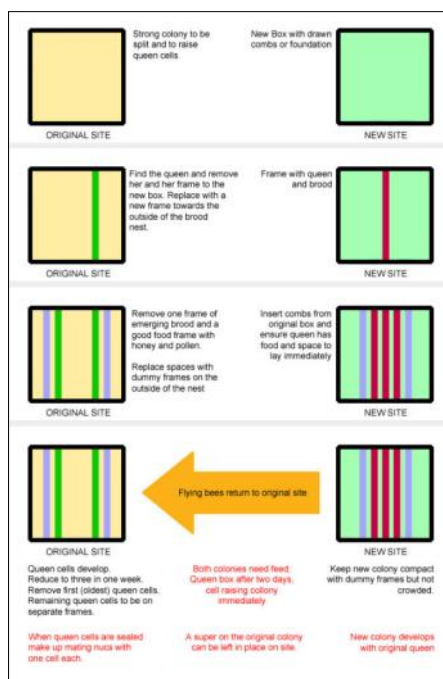 Strong colony to be
split and to raise
queen cells
New Box with drawn
combs or foundation
ORIGINAL SITE
NEW SITE
Find the queen and remove
her and her frame to the
new box. Replace with a
new frame towards the
outside of the brood
nest.
Frame with queen
and brood
ORIGINAL SITE
NEW SITE
Remove one frame of
emerging brood and a
good food frame with
honey and pollen.
Replace spaces with
dummy frames on the
outside of the nest
Insert combs from
original box and
ensure queen has
food and space to
lay immediately
ORIGINAL SITE
NEW SITE
Flying bees return to original site
ORIGINAL SITE
NEW SITE
Queen cells develop.
Reduce to three in one week.
Remove first (oldest) queen cells.
Remaining queen cells to be on
separate frames.
Both colonies need feed:
Queen box after two days,
cell raising collony
immediately
Keep new colony compact
with dummy frames but not
crowded.
When queen cells are sealed
make up mating nucs with
one cell each.
A super on the original colony
can be left in place on site.
New colony develops
with original queen